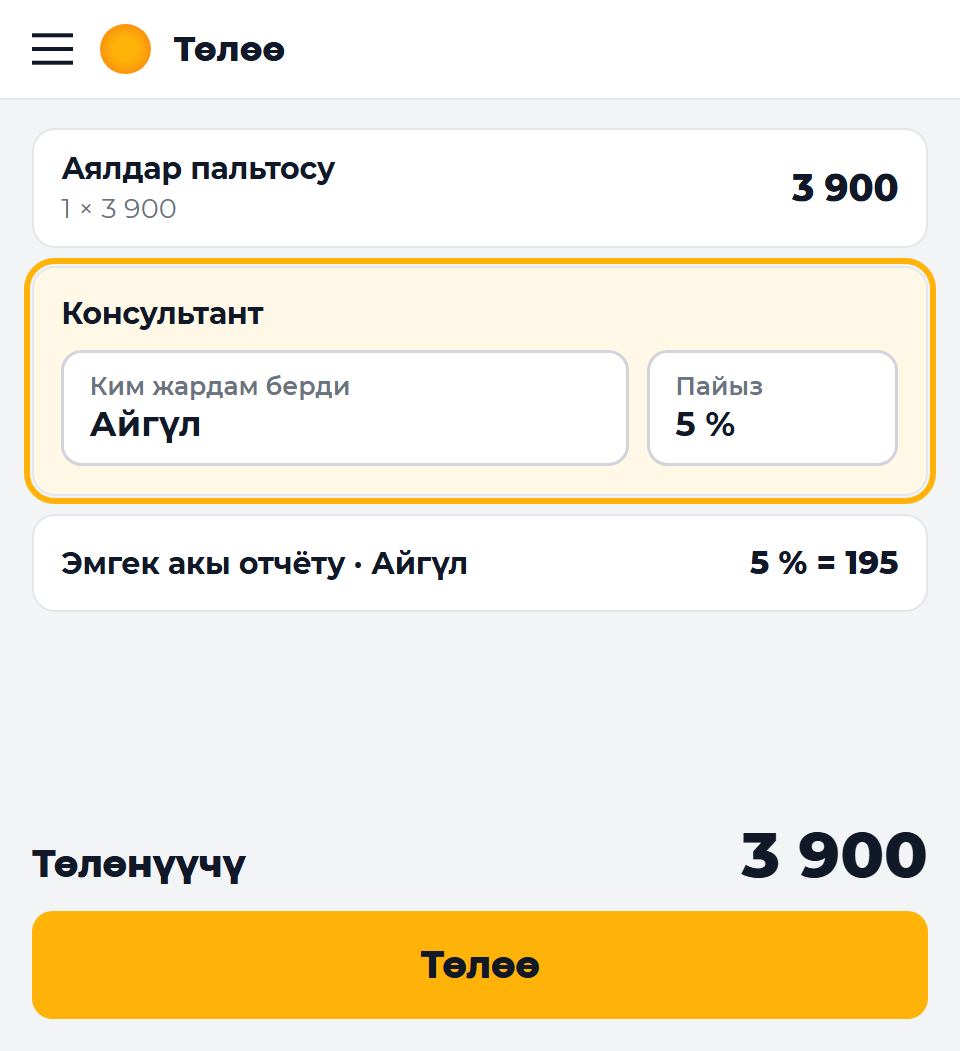 Төлөө
Аялдар пальтосу
3 900
1 × 3 900
Консультант
Ким жардам берди
Айгүл
Пайыз
5 %
Эмгек акы отчёту · Айгүл
5 % = 195
Төлөнүүчү
3 900
Төлөө